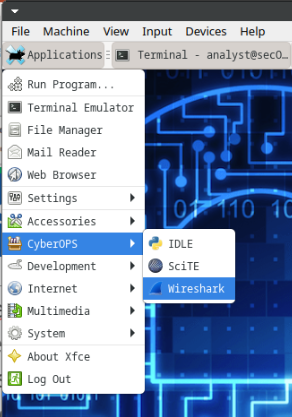 File Machine View Input Devices Help
Applications Terminal - analyst@secO...
Run Program...
Terminal Emulator
File Manager
Mail Reader
Web Browser
Settings
Accessories
CyberOPS
IDLE
Development
SciTE
Internet
Wireshark
Multimedia
System
About Xfce
Log Out